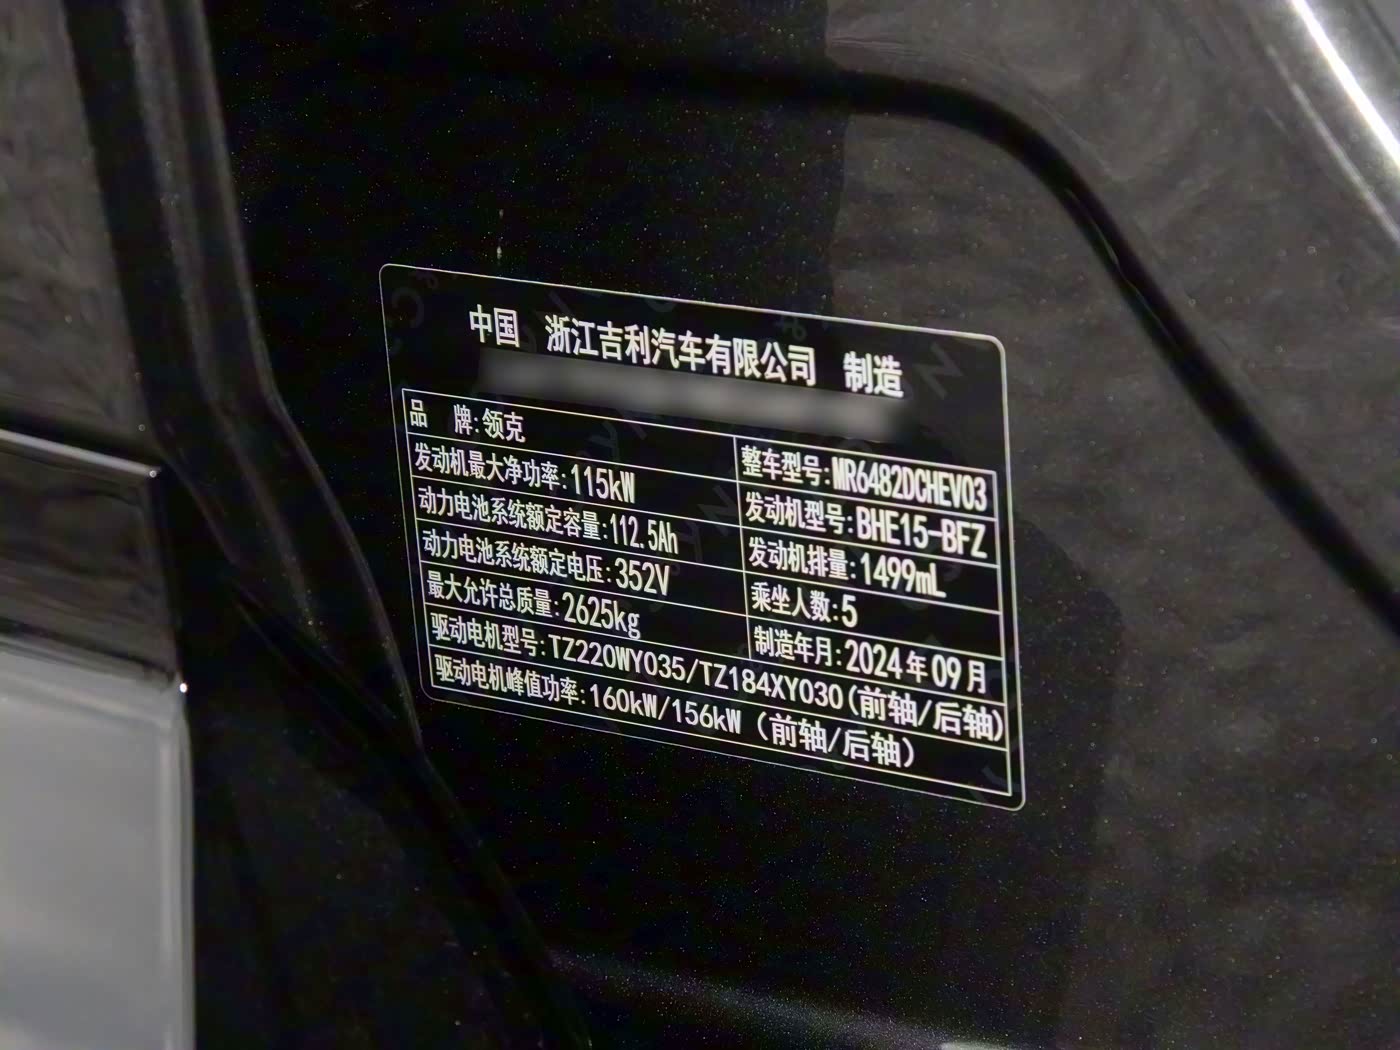 中国 浙江吉利汽车有限公司 制造
品 牌:领克
整车型号:MR6482DCHEV03
发动机最大净功率:115kW
发动机型号:BHE15-BFZ
动力电池系统额定容量:112.5Ah
发动机排量:1499mL
动力电池系统额定电压:352V
乘坐人数:5
最大允许总质量:2625kg
制造年月:2024年09月
驱动电机型号:TZ220WY035/TZ184XY030(前轴/后轴)
驱动电机峰值功率:160kW/156kW（前轴/后轴）